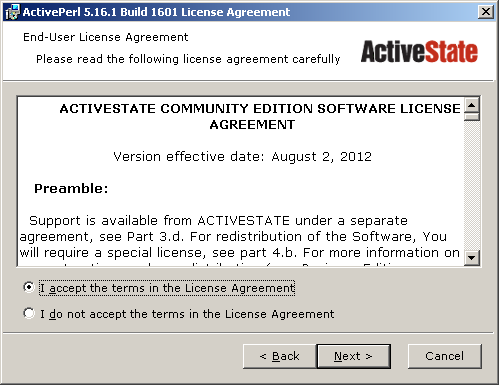 ActivePerl 5.16.1 Build 1601 License Agreement
End-User License Agreement
Please read the following license agreement carefully
ActiveState
ACTIVESTATE COMMUNITY EDITION SOFTWARE LICENSE
AGREEMENT
Version effective date: August 2, 2012
Preamble:
Support is available from ACTIVESTATE under a separate
agreement, see Part 3.d. For redistribution of the Software, You
will require a special license, see part 4.b. For more information on
I accept the terms in the License Agreement
I do not accept the terms in the License Agreement
< Back
Next >
Cancel